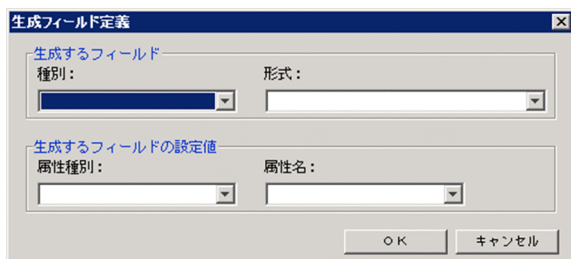 生成フィールド定義
生成するフィールド
種別：
形式：
生成するフィールドの設定値
属性種別：
属性名：
ＯＫ
キャンセル